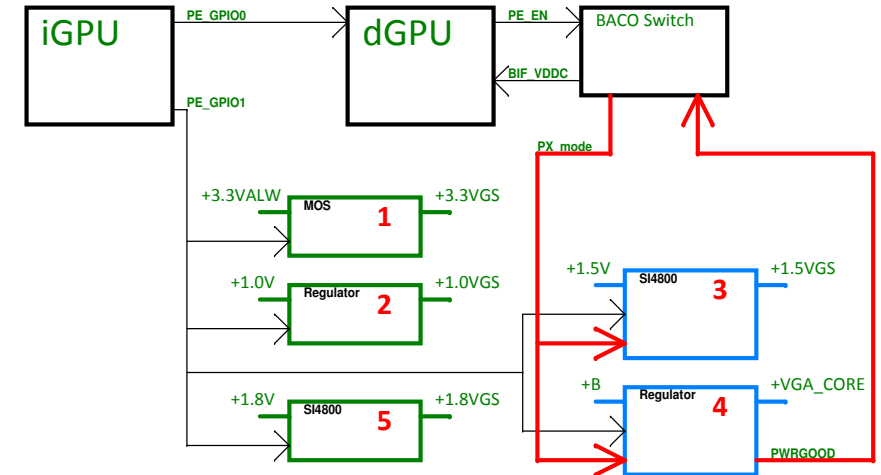 iGPU
PE_GPIO0
dGPU
PE_EN
BACO Switch
BIF_VDDC
PE_GPIO1
PX_mode
+3.3VALW
MOS
1
+3.3VGS
+1.0V
Regulator
2
+1.0VGS
+1.5V
SI4800
3
+1.5VGS
+1.8V
SI4800
5
+1.8VGS
+B
Regulator
4
+VGA_CORE
PWRGOOD